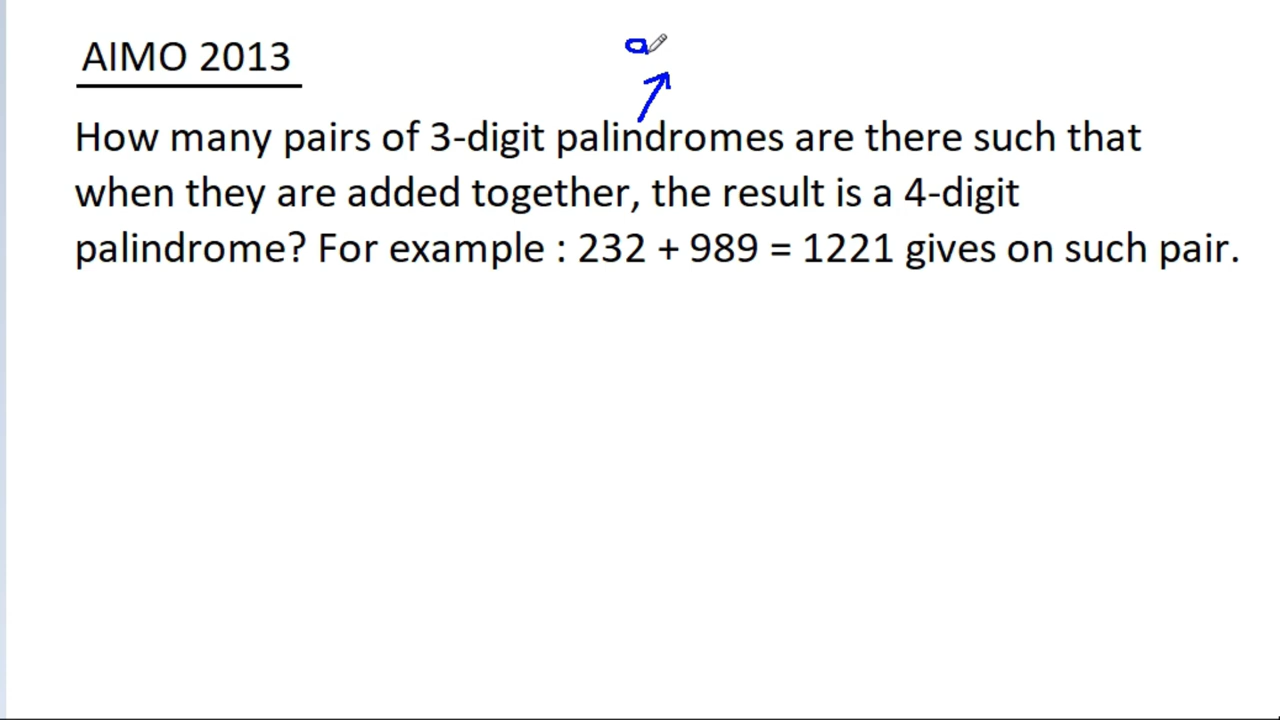 a
AIMO 2013
How many pairs of 3-digit palindromes are there such that
when they are added together, the result is a 4-digit
palindrome? For example : 232 + 989 = 1221 gives on such pair.